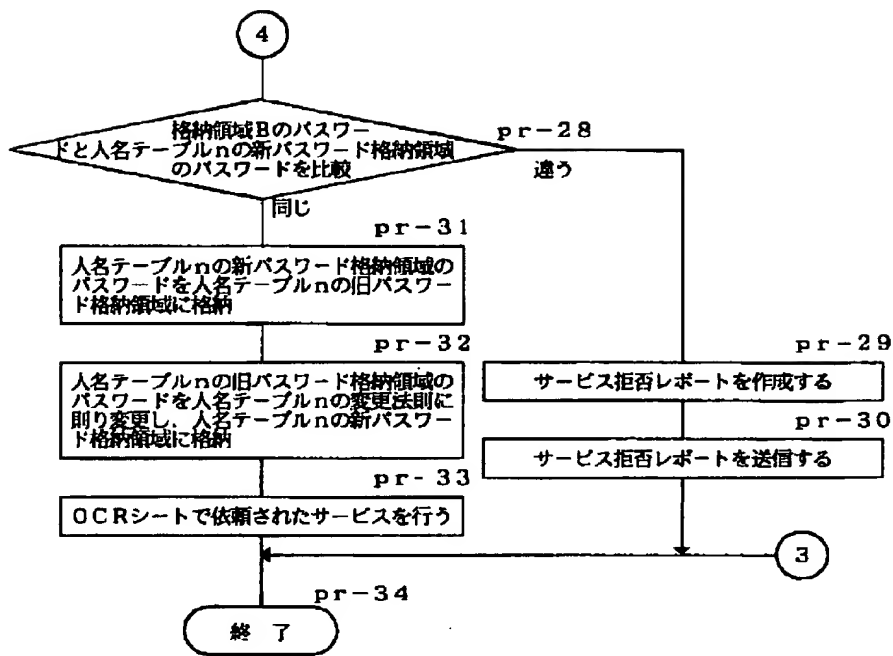 4
格納領域Bのパスワー
ドと人名テーブルnの新パスワード格納領域
のパスワードを比較
pr-28
違う
同じ
pr-31
人名テーブルnの新パスワード格納領域の
パスワードを人名テーブルnの旧パスワー
ド格納領域に格納
pr-32
人名テーブルnの旧パスワード格納領域の
パスワードを人名テーブルnの変更法則に
則り変更し、人名テーブルnの新パスワー
ド格納領域に格納
pr-29
サービス拒否レポートを作成する
pr-30
サービス拒否レポートを送信する
pr-33
OCRシートで依頼されたサービスを行う
3
pr-34
終了